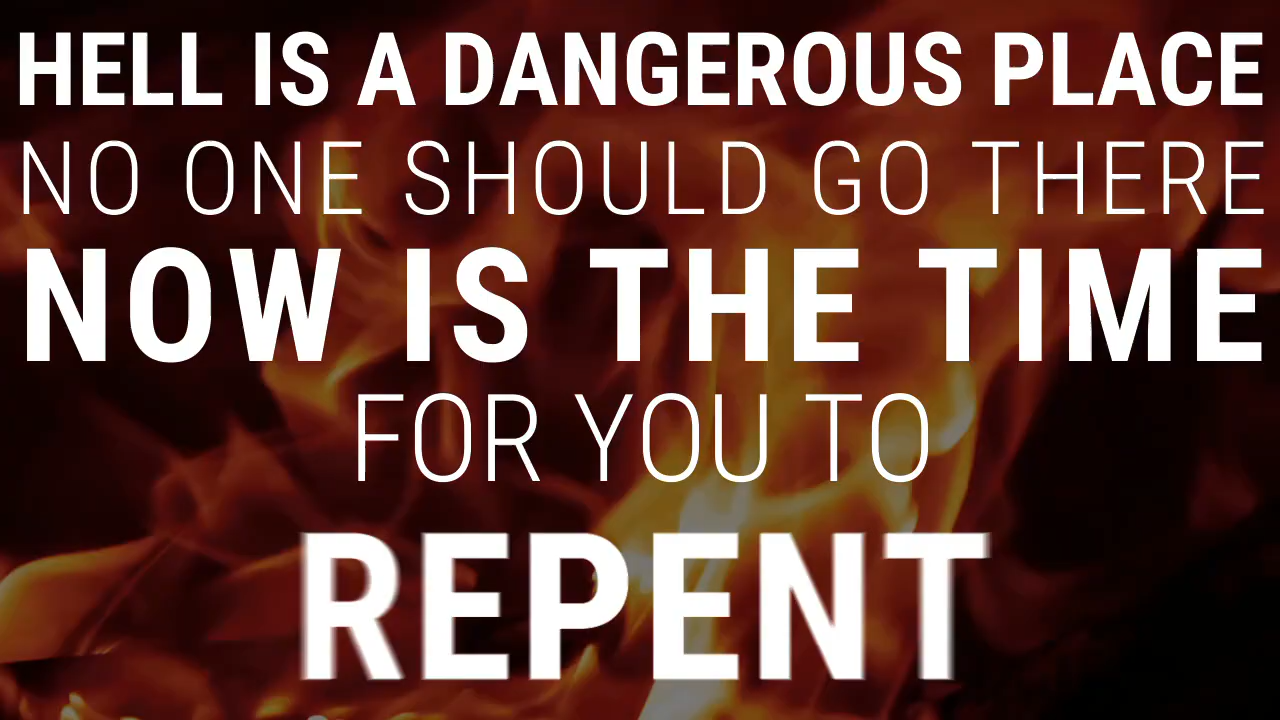 HELL IS A DANGEROUS PLACE
NO ONE SHOULD GO THERE
NOW IS THE TIME
FOR YOU TO
REPENT